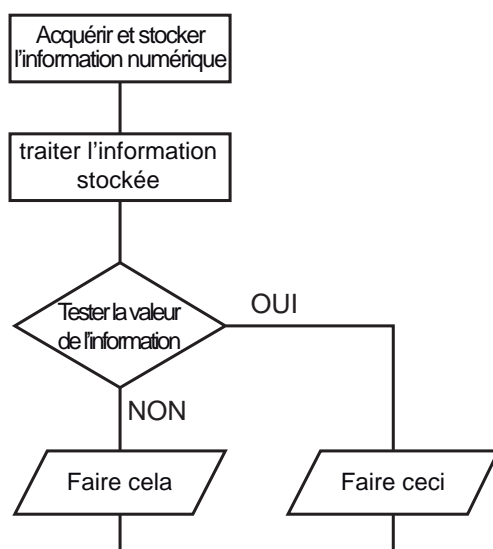 Acquérir et stocker
l'information numérique
traiter l'information
stockée
Tester la valeur
de l'information
OUI
NON
Faire cela
Faire ceci